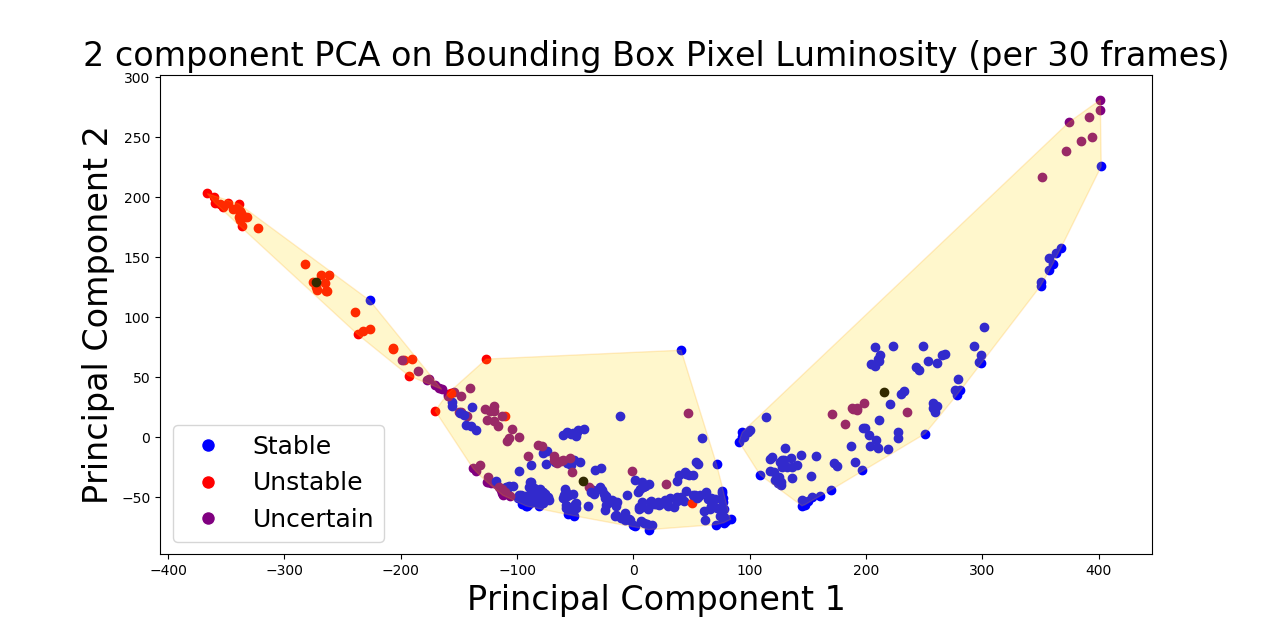 2 component PCA on Bounding Box Pixel Luminosity (per 30 frames)
300
250
200
150
100
50
0
−50
Principal Component 2
Stable
Unstable
Uncertain
−400 −300 −200 −100 0 100 200 300 400
Principal Component 1